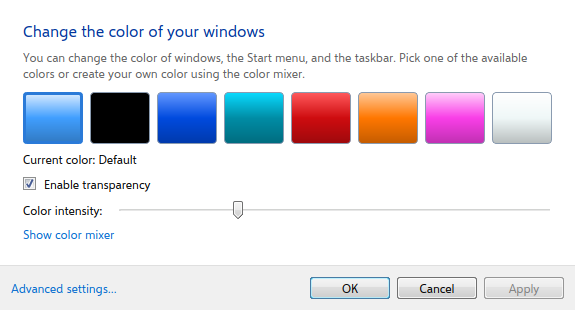 Change the color of your windows
You can change the color of windows, the Start menu, and the taskbar. Pick one of the available
colors or create your own color using the color mixer.
Current color: Default
Enable transparency
Color intensity:
Show color mixer
Advanced settings...
OK
Cancel
Apply